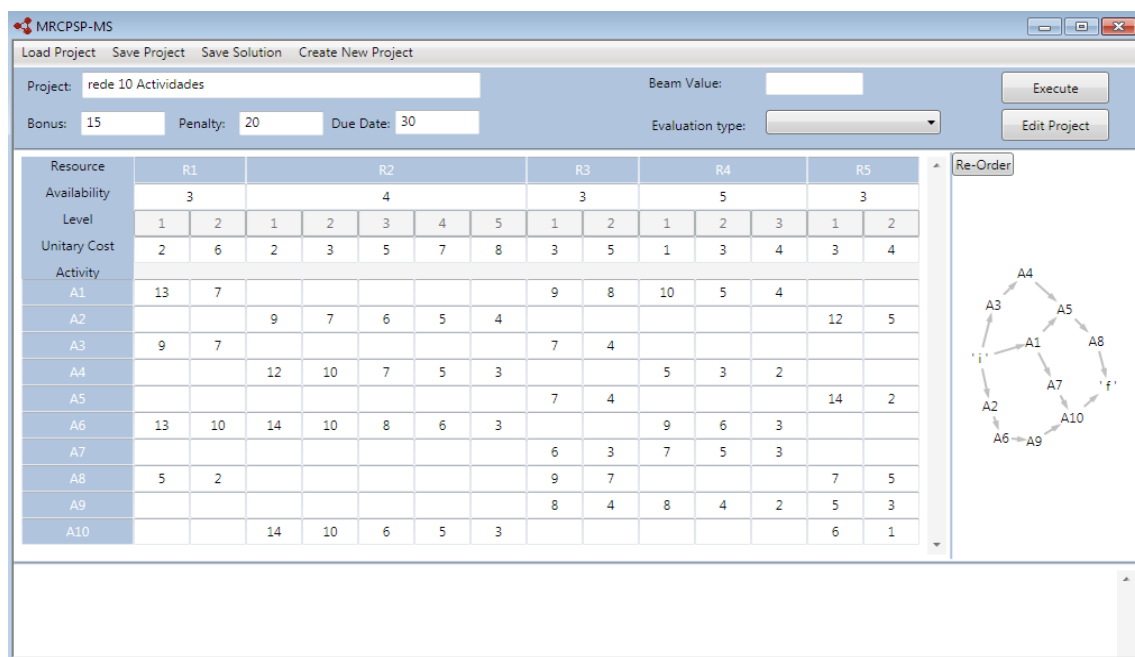 MRCPSP-MS
Load Project Save Project Save Solution Create New Project
Project: rede 10 Actividades Beam Value: Execute
Bonus: 15 Penalty: 20 Due Date: 30 Evaluation type: Edit Project
Resource R1 R2 R3 R4 R5 Re-Order
Availability 3 4 3 5 3
Level 1 2 1 2 3 4 5 1 2 1 2 3 1 2
Unitary Cost 2 6 2 3 5 7 8 3 5 1 3 4 3 4
Activity
A1 13 7 9 8 10 5 4
A2 9 7 6 5 4 12 5
A3 9 7 7 4
A4 12 10 7 5 3 5 3 2
A5 7 4 14 2
A6 13 10 14 10 8 6 3 9 6 3
A7 6 3 7 5 3
A8 5 2 9 7 7 5
A9 8 4 8 4 2 5 3
A10 14 10 6 5 3 6 1
A4
A3 A5
A1 A8
' i '
A7 ' f '
A2
A10
A6 A9